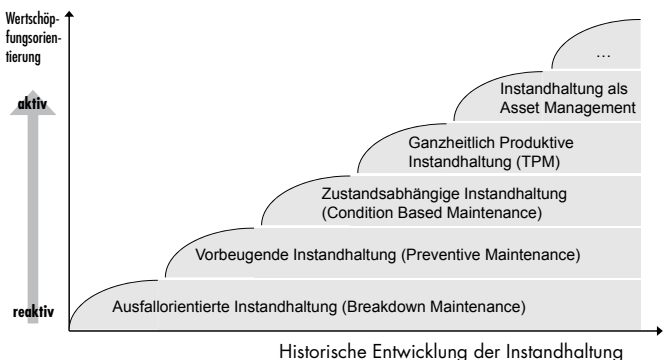 Wertschöp-
fungsorien-
tierung
aktiv
reaktiv
…
Instandhaltung als
Asset Management
Ganzheitlich Produktive
Instandhaltung (TPM)
Zustandsabhängige Instandhaltung
(Condition Based Maintenance)
Vorbeugende Instandhaltung (Preventive Maintenance)
Ausfallorientierte Instandhaltung (Breakdown Maintenance)
Historische Entwicklung der Instandhaltung